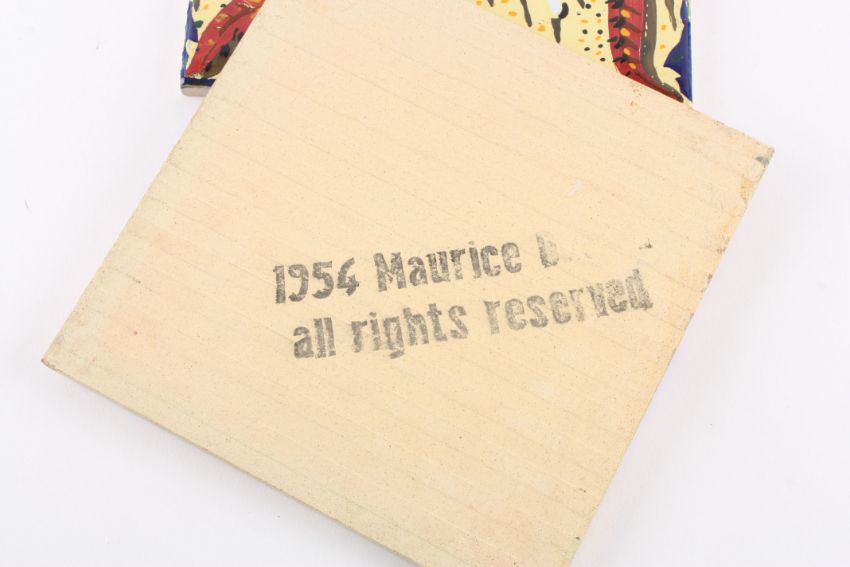 1954 Maurice
all rights reserved